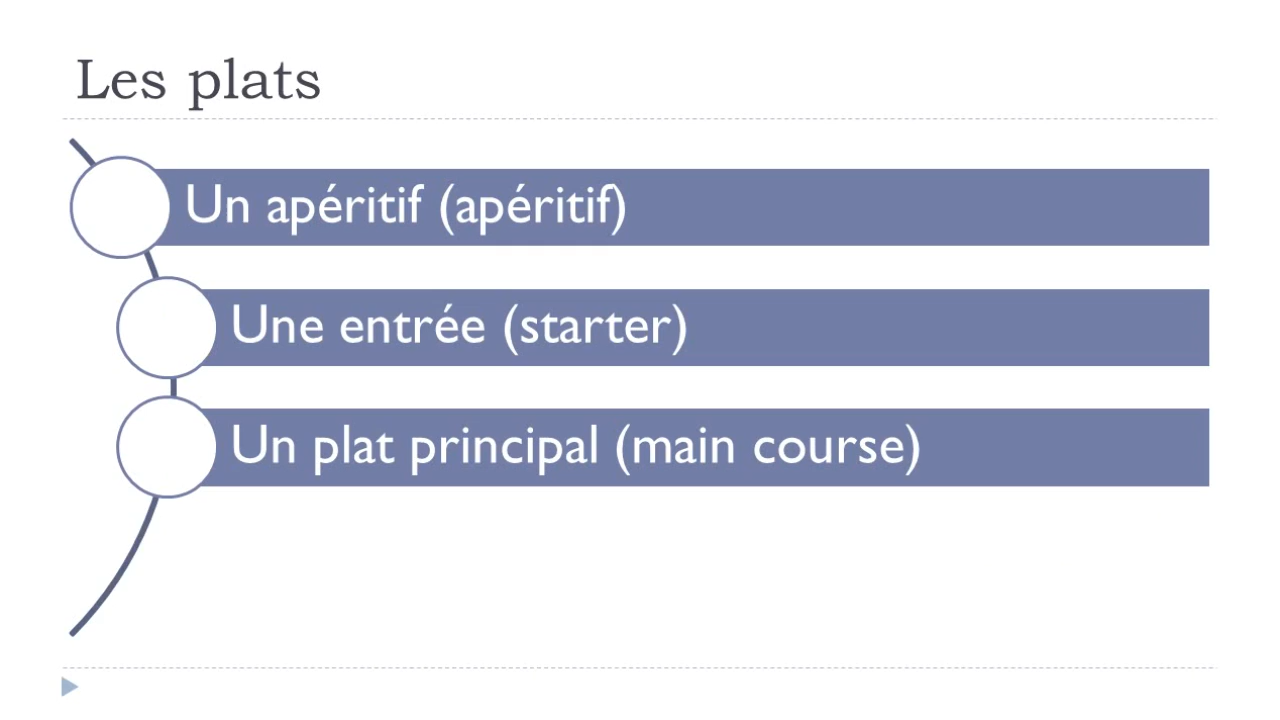 Les plats
Un apéritif (apéritif)
Une entrée (starter)
Un plat principal (main course)